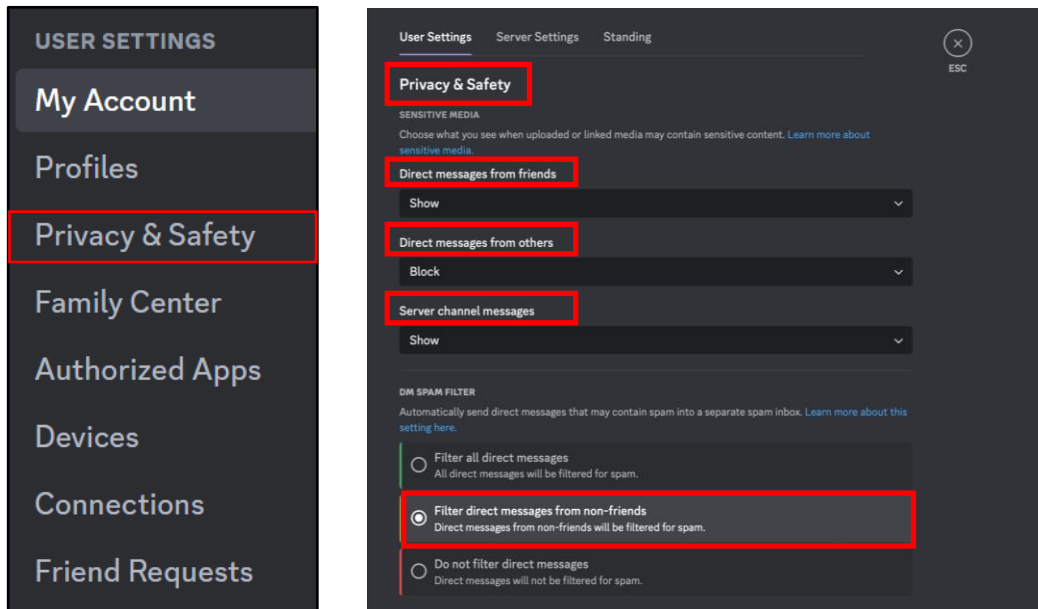 USER SETTINGS
My Account
Profiles
Privacy & Safety
Family Center
Authorized Apps
Devices
Connections
Friend Requests
User Settings Server Settings Standing
ESC
Privacy & Safety
SENSITIVE MEDIA
Choose what you see when uploaded or linked media may contain sensitive content. Learn more about
sensitive media.
Direct messages from friends
Show
Direct messages from others
Block
Server channel messages
Show
DM SPAM FILTER
Automatically send direct messages that may contain spam into a separate spam inbox. Learn more about this
setting here.
Filter all direct messages
All direct messages will be filtered for spam.
Filter direct messages from non-friends
Direct messages from non-friends will be filtered for spam.
Do not filter direct messages
Direct messages will not be filtered for spam.